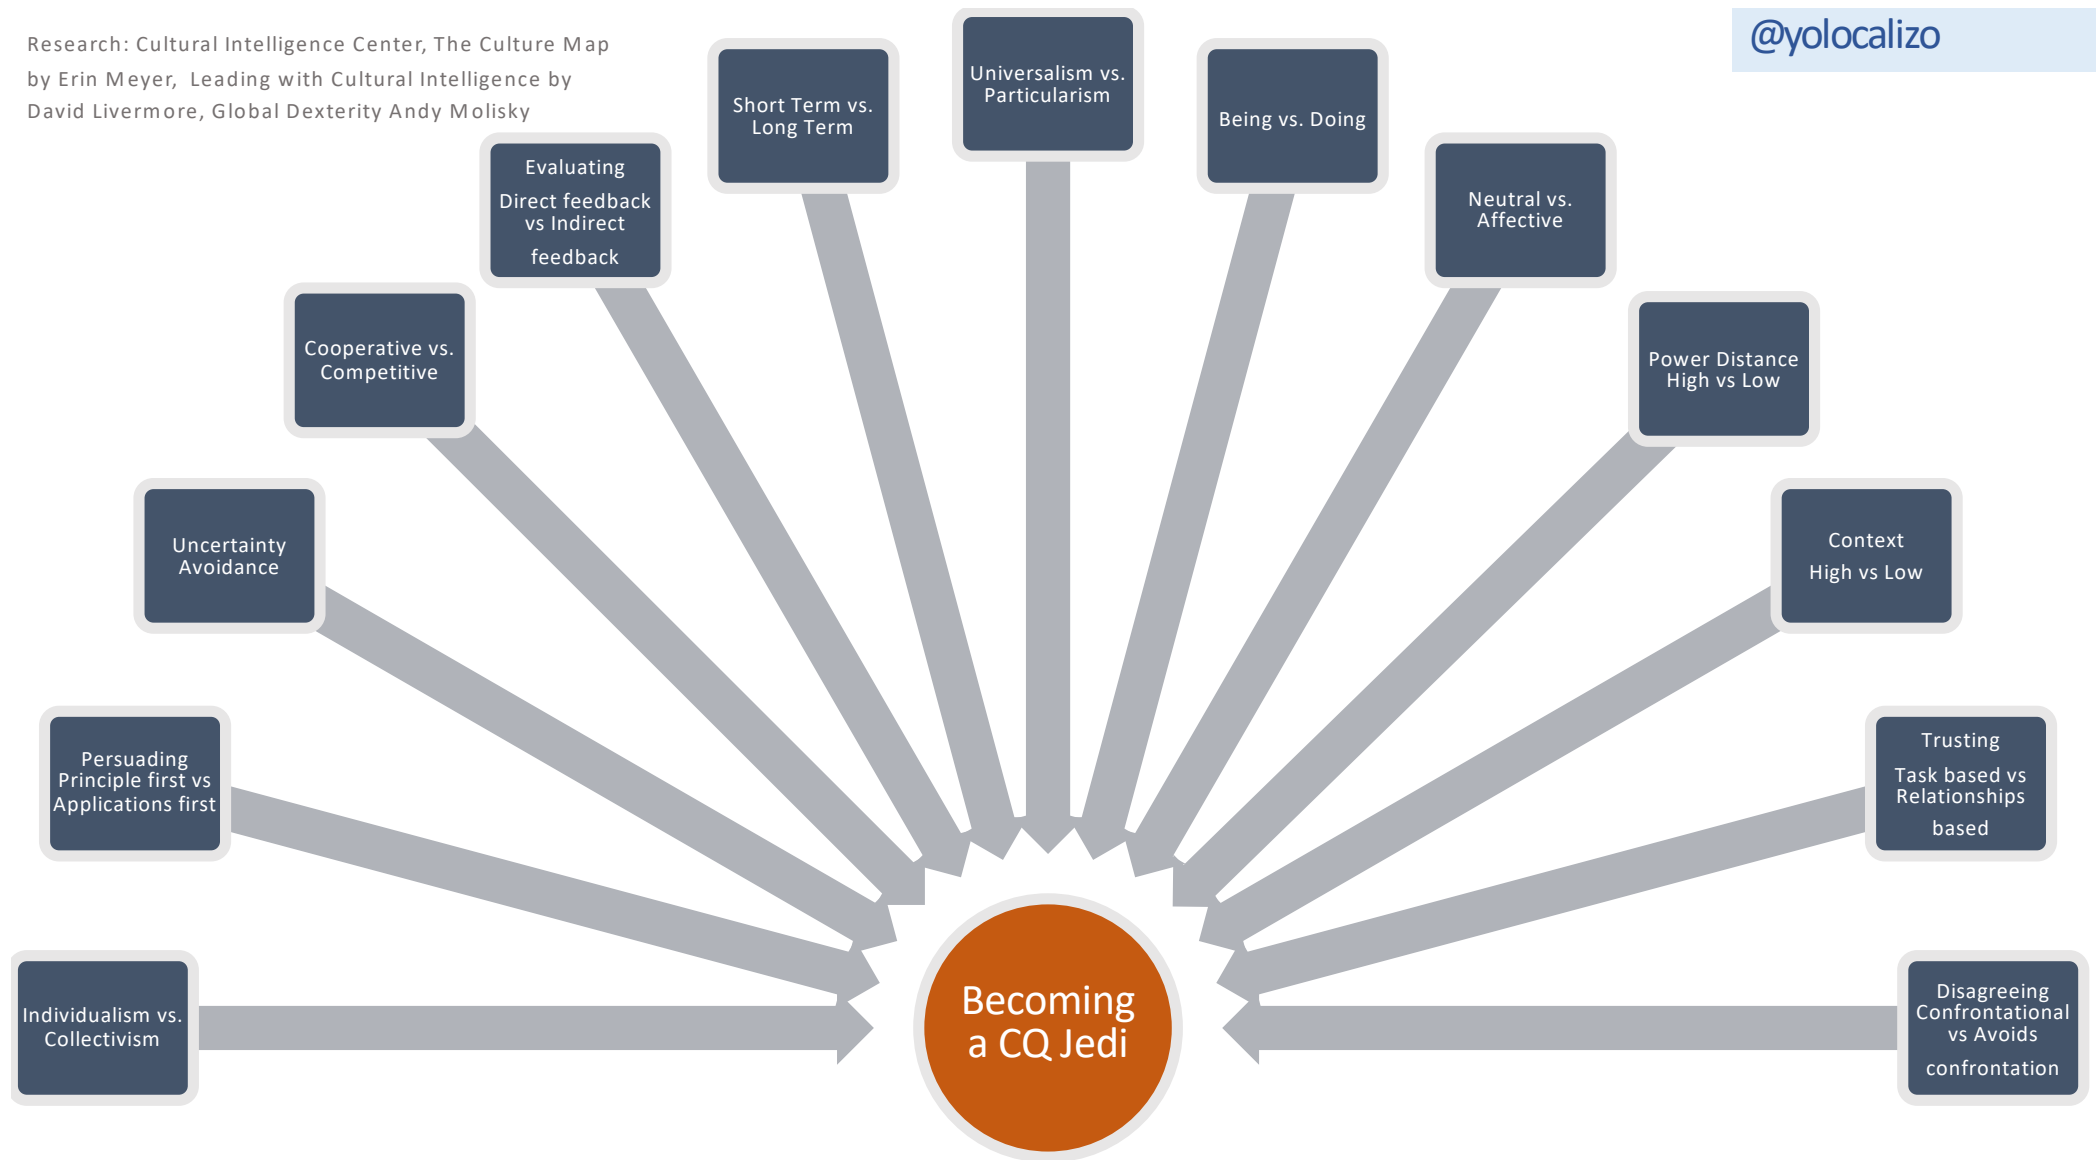 Research: Cultural Intelligence Center, The Culture Map
by Erin Meyer, Leading with Cultural Intelligence by
David Livermore, Global Dexterity Andy Molisky
@yolocalizo
Individualism vs.
Collectivism
Persuading
Principle first vs
Applications first
Uncertainty
Avoidance
Cooperative vs.
Competitive
Evaluating
Direct feedback
vs Indirect
feedback
Short Term vs.
Long Term
Universalism vs.
Particularism
Being vs. Doing
Neutral vs.
Affective
Power Distance
High vs Low
Context
High vs Low
Trusting
Task based vs
Relationships
based
Disagreeing
Confrontational
vs Avoids
confrontation
Becoming
a CQ Jedi